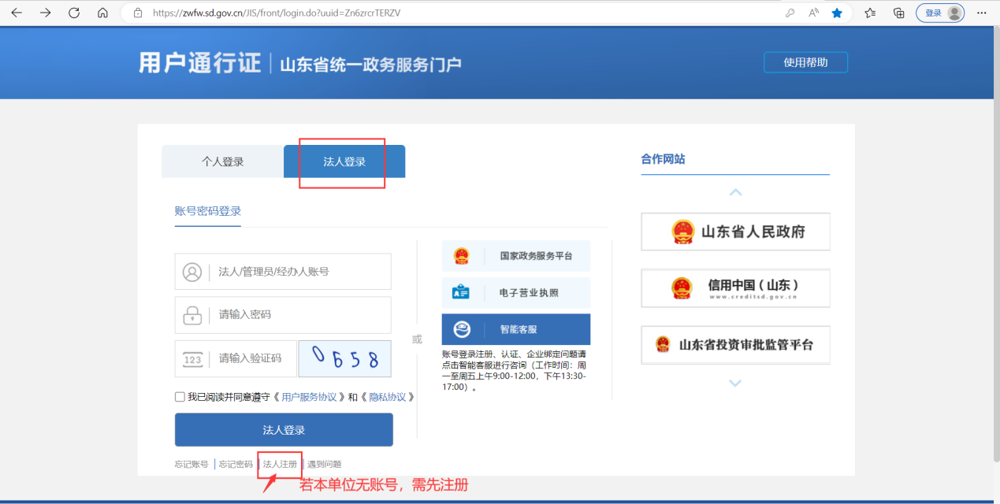 https://zwfw.sd.gov.cn/JIS/front/login.do?uuid=Zn6zrcrTERZV
登录
用户通行证 山东省统一政务服务门户
使用帮助
个人登录
法人登录
账号密码登录
法人/管理员/经办人账号
请输入密码
123 请输入验证码 0658
我已阅读并同意遵守《用户服务协议》和《隐私协议》
法人登录
忘记账号 忘记密码 法人注册 遇到问题
若本单位无账号，需先注册
或
国家政务服务平台
电子营业执照
智能客服
账号登录注册、认证、企业绑定问题请
点击智能客服进行咨询（工作时间：周
一至周五上午9:00-12:00，下午13:30-
17:00）。
合作网站
山东省人民政府
信用中国（山东）
www.creditsd.gov.cn
山东省投资审批监管平台